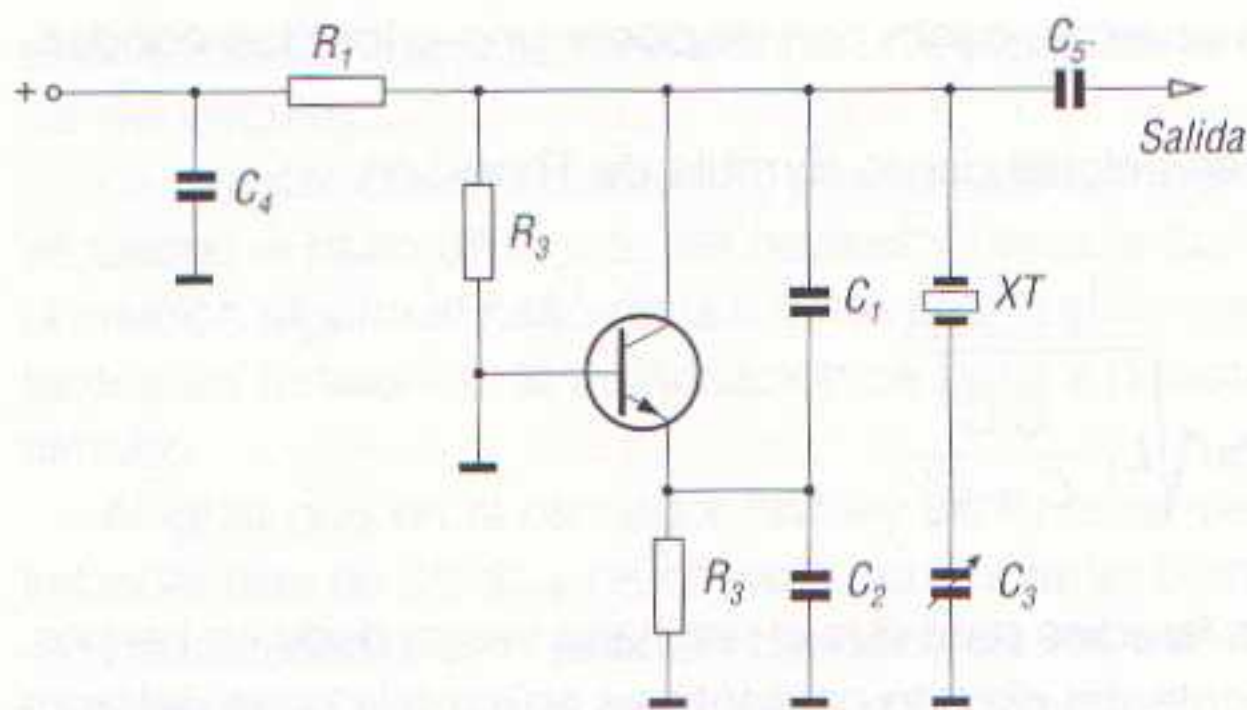 R₁
C₅
+
Salida
C₄
R₃
C₁
XT
R₃
C₂
C₃